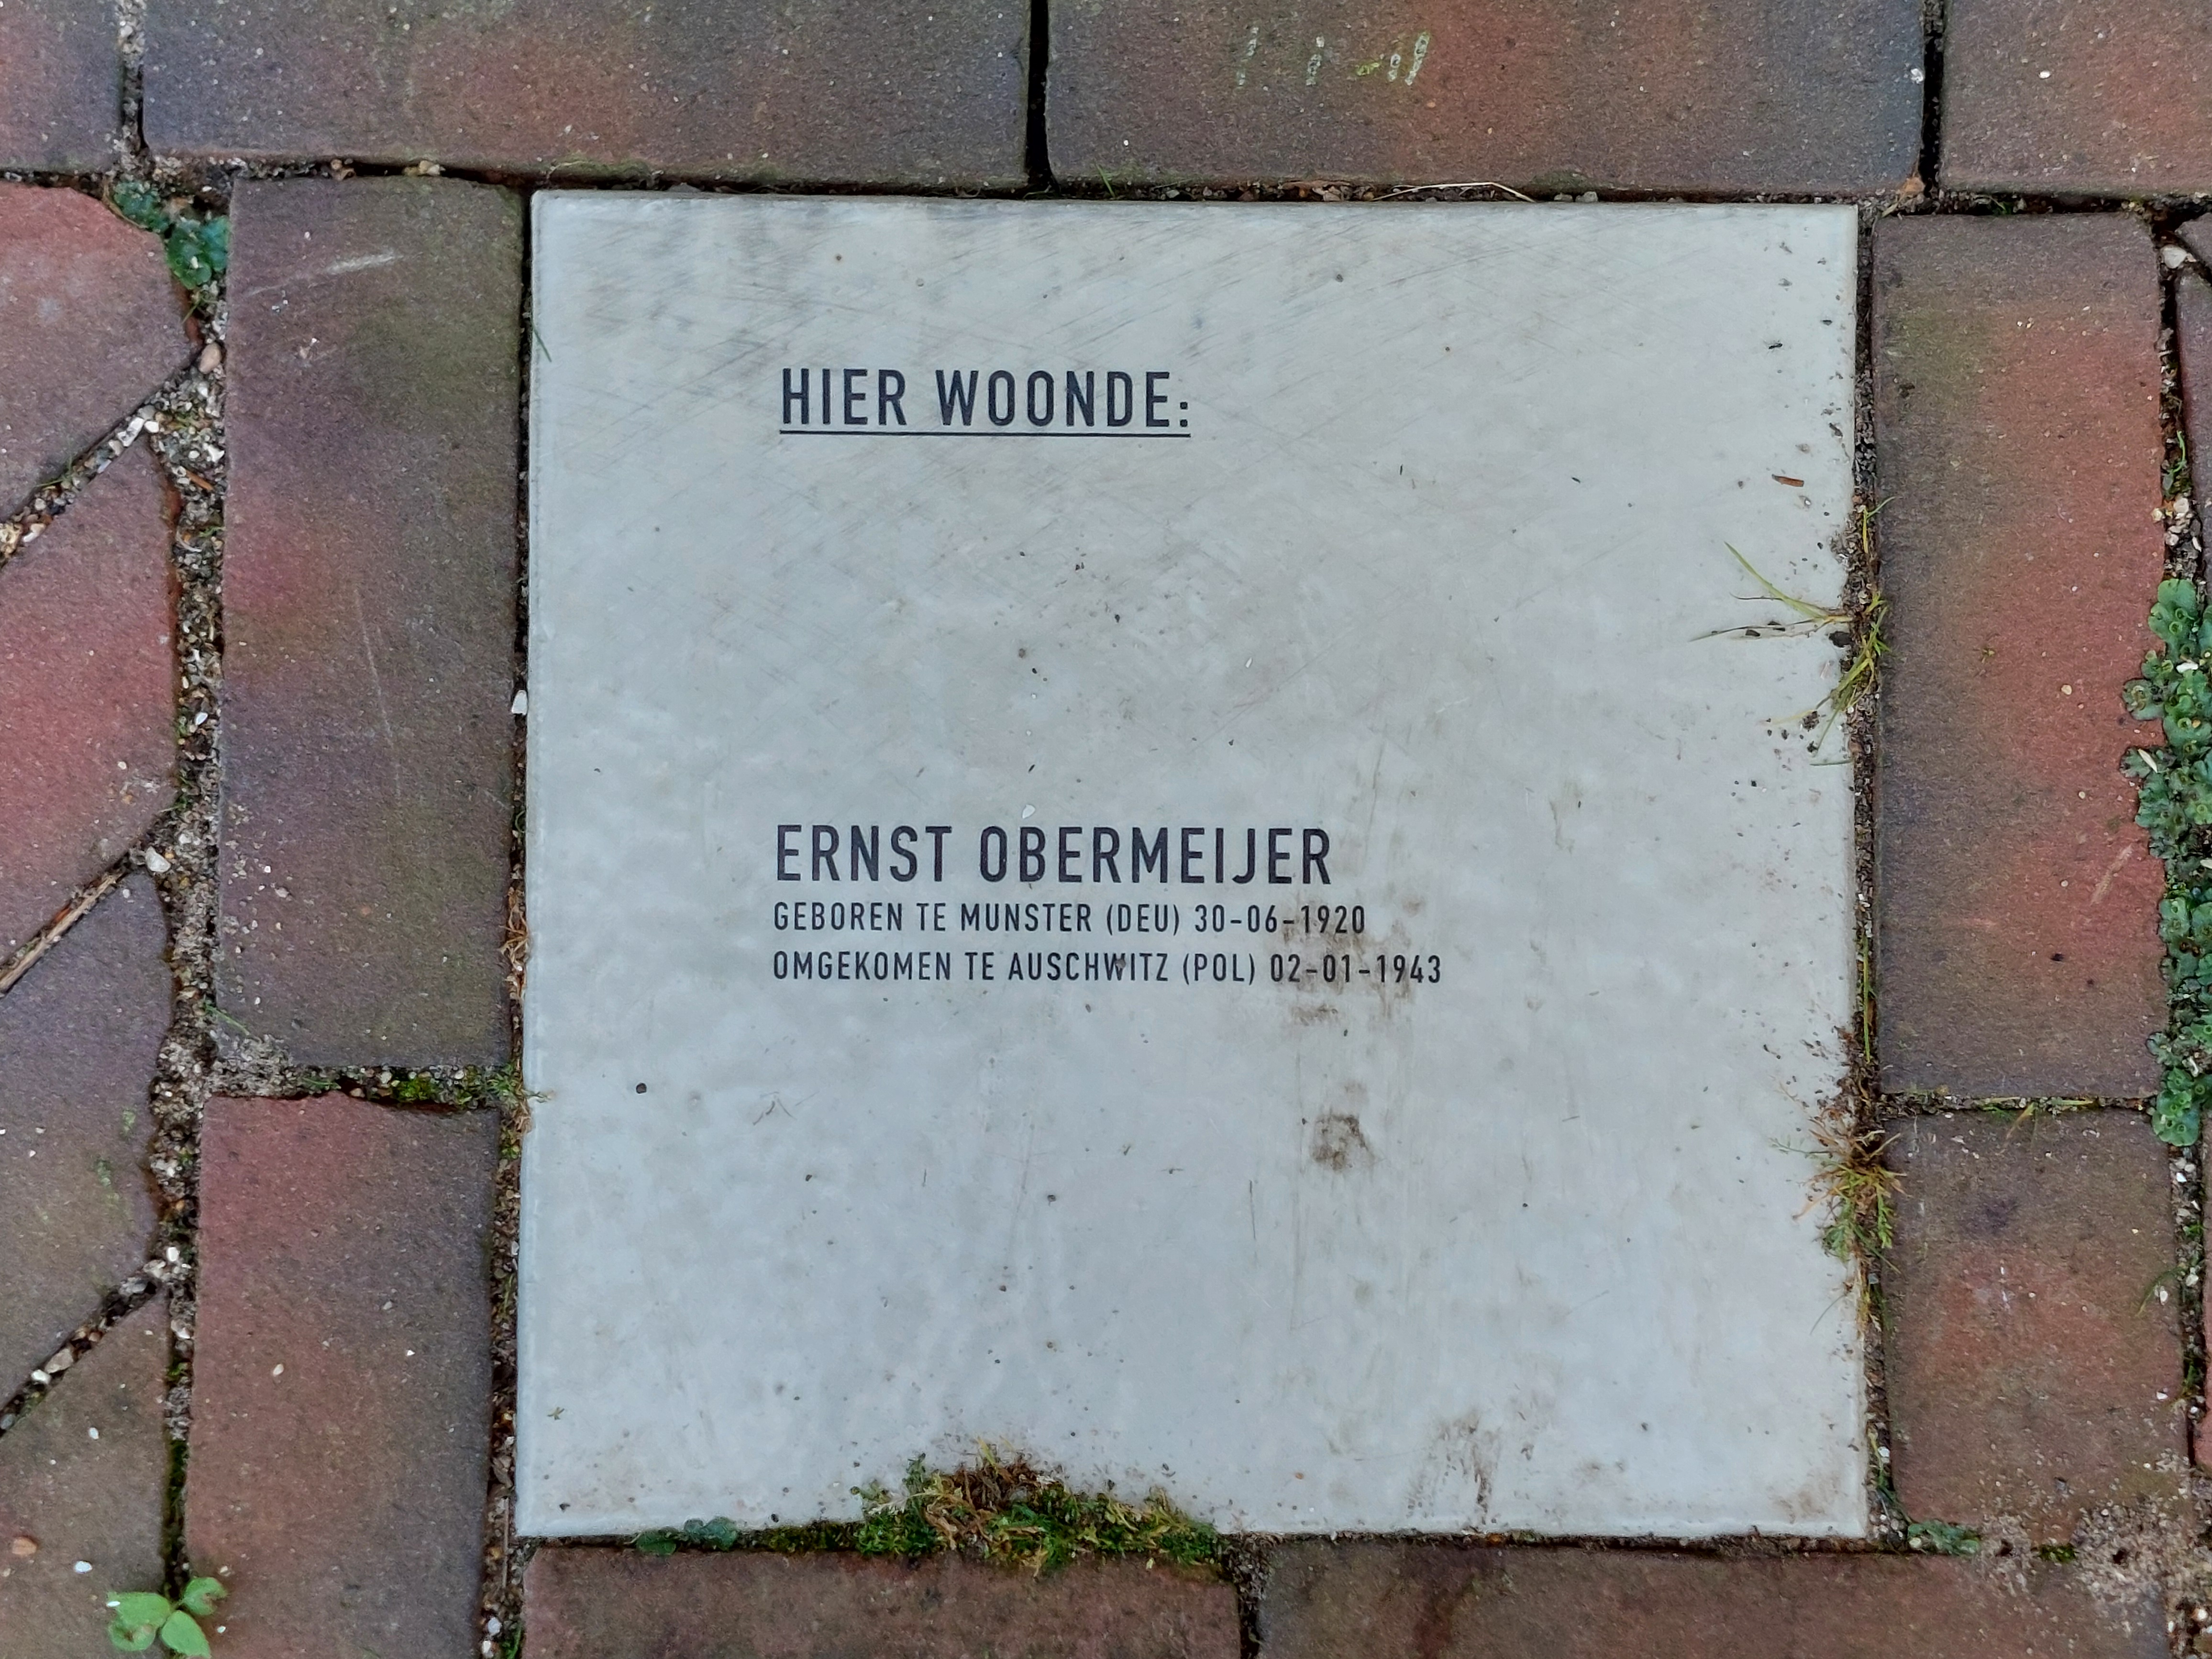 HIER WOONDE:
ERNST OBERMEIJER
GEBOREN TE MUNSTER (DEU) 30-06-1920
OMGEKOMEN TE AUSCHWITZ (POL) 02-01-1943